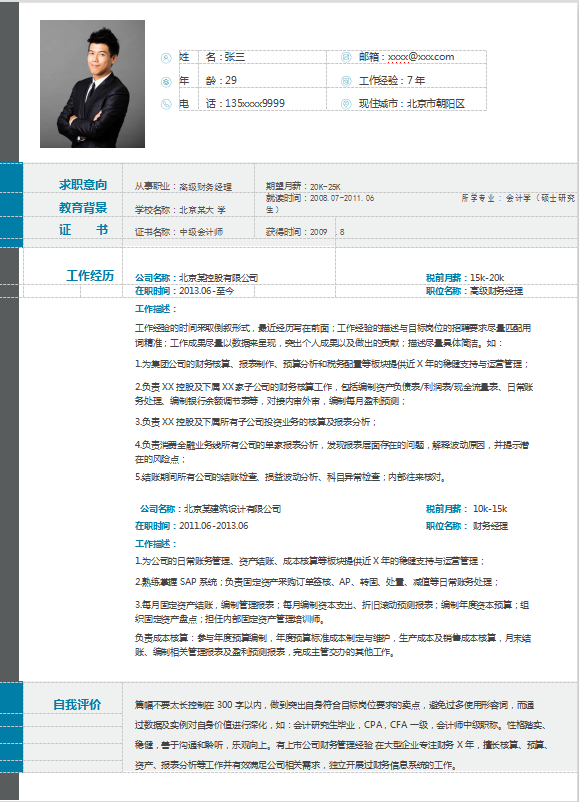 姓 名：张三 邮箱：xxxx@xxx.com
年 龄：29 工作经验：7 年
电 话：135xxxx9999 现住城市：北京市朝阳区
求职意向 从事职业：高级财务经理 期望月薪：20K-25K
教育背景 学校名称：北京某大 学 就读时间：2008.07-2011.06 所学专业：会计学（硕士研究生）
证 书 证书名称：中级会计师 获得时间：2009 .8
工作经历 公司名称：北京某控股有限公司 税前月薪：15k-20k
在职时间：2013.06-至今 职位名称：高级财务经理
工作描述：
工作经验的时间采取倒叙形式，最近经历写在前面；工作经验的描述与目标岗位的招聘要求尽量匹配用
词精准；工作成果尽量以数据来呈现，突出个人成果以及做出的贡献；描述尽量具体简洁。如：
1.为集团公司的财务核算、报表制作、预算分析和税务配置等板块提供近 X 年的稳健支持与运营管理；
2.负责 XX 控股及下属 XX 家子公司的财务核算工作，包括编制资产负债表/利润表/现金流量表、日常账
务处理、编制银行余额调节表等，对接内审外审，编制每月盈利预测；
3.负责 XX 控股及下属所有子公司投资业务的核算及报表分析；
4.负责消费金融业务线所有公司的单家报表分析，发现报表层面存在的问题，解释波动原因，并提示潜
在的风险点；
5.结账期间所有公司的结账检查、损益波动分析、科目异常检查；内部往来核对。
公司名称：北京某建筑设计有限公司 税前月薪： 10k-15k
在职时间：2011.06-2013.06 职位名称： 财务经理
工作描述：
1.为公司的日常账务管理、资产结账、成本核算等板块提供近 X 年的稳健支持与运营管理；
2.熟练掌握 SAP 系统；负责固定资产采购订单签核、AP、转固、处置、减值等日常账务处理；
3.每月固定资产结账，编制管理报表；每月编制资本支出、折旧滚动预测报表；编制年度资本预算；组
织固定资产盘点；担任内部固定资产管理培训师。
负责成本核算：参与年度预算编制，年度预算标准成本制定与维护，生产成本及销售成本核算，月末结
账、编制相关管理报表及盈利预测报表，完成主管交办的其他工作。
自我评价 篇幅不要太长控制在 300 字以内，做到突出自身符合目标岗位要求的卖点，避免过多使用形容词，而通
过数据及实例对自身价值进行深化，如：会计研究生毕业，CPA，CFA 一级，会计师中级职称。性格踏实、
稳健，善于沟通和聆听，乐观向上。有上市公司财务管理经验 在大型企业专注财务 X 年，擅长核算、预算、
资产、报表分析等工作并有效满足公司相关需求，独立开展过财务信息系统的工作。